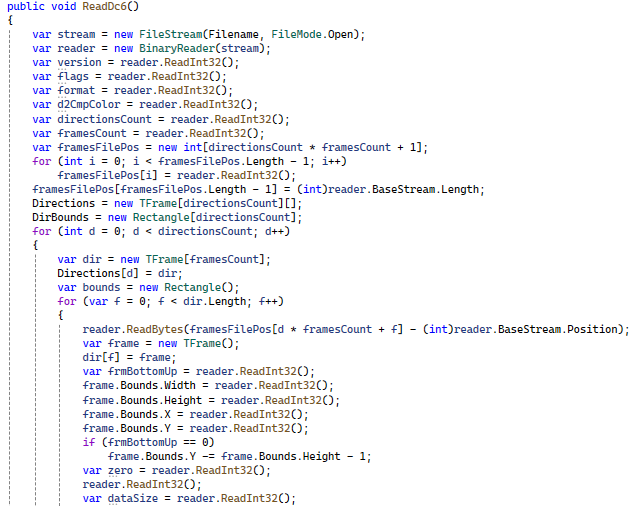 public void ReadDc6()
{
var stream = new FileStream(Filename, FileMode.Open);
var reader = new BinaryReader(stream);
var version = reader.ReadInt32();
var flags = reader.ReadInt32();
var format = reader.ReadInt32();
var d2CmpColor = reader.ReadInt32();
var directionsCount = reader.ReadInt32();
var framesCount = reader.ReadInt32();
var framesFilePos = new int[directionsCount * framesCount + 1];
for (int i = 0; i < framesFilePos.Length - 1; i++)
framesFilePos[i] = reader.ReadInt32();
framesFilePos[framesFilePos.Length - 1] = (int)reader.BaseStream.Length;
Directions = new TFrame[directionsCount][];
DirBounds = new Rectangle[directionsCount];
for (int d = 0; d < directionsCount; d++)
{
var dir = new TFrame[framesCount];
Directions[d] = dir;
var bounds = new Rectangle();
for (var f = 0; f < dir.Length; f++)
{
reader.ReadBytes(framesFilePos[d * framesCount + f] - (int)reader.BaseStream.Position);
var frame = new TFrame();
dir[f] = frame;
var frmBottomUp = reader.ReadInt32();
frame.Bounds.Width = reader.ReadInt32();
frame.Bounds.Height = reader.ReadInt32();
frame.Bounds.X = reader.ReadInt32();
frame.Bounds.Y = reader.ReadInt32();
if (frmBottomUp == 0)
frame.Bounds.Y -= frame.Bounds.Height - 1;
var zero = reader.ReadInt32();
reader.ReadInt32();
var dataSize = reader.ReadInt32();